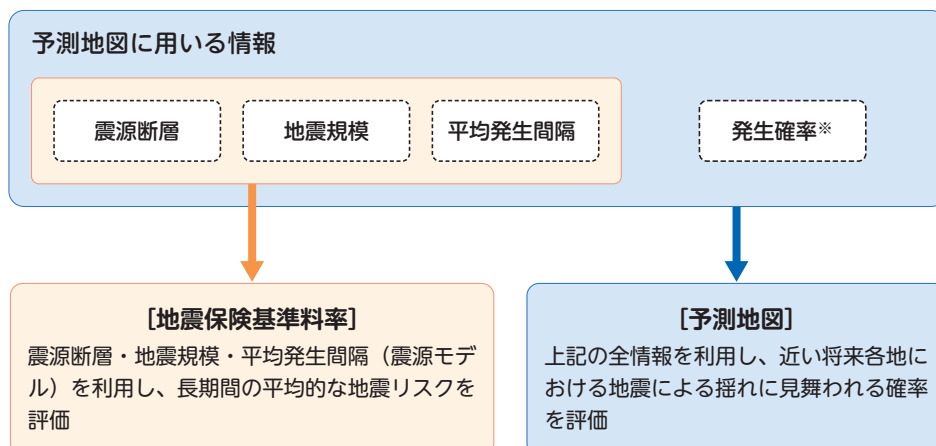 予測地図に用いる情報
震源断層
地震規模
平均発生間隔
発生確率※
[地震保険基準料率]
震源断層・地震規模・平均発生間隔（震源モデ
ル）を利用し、長期間の平均的な地震リスクを
評価
[予測地図]
上記の全情報を利用し、近い将来各地に
おける地震による揺れに見舞われる確率
を評価